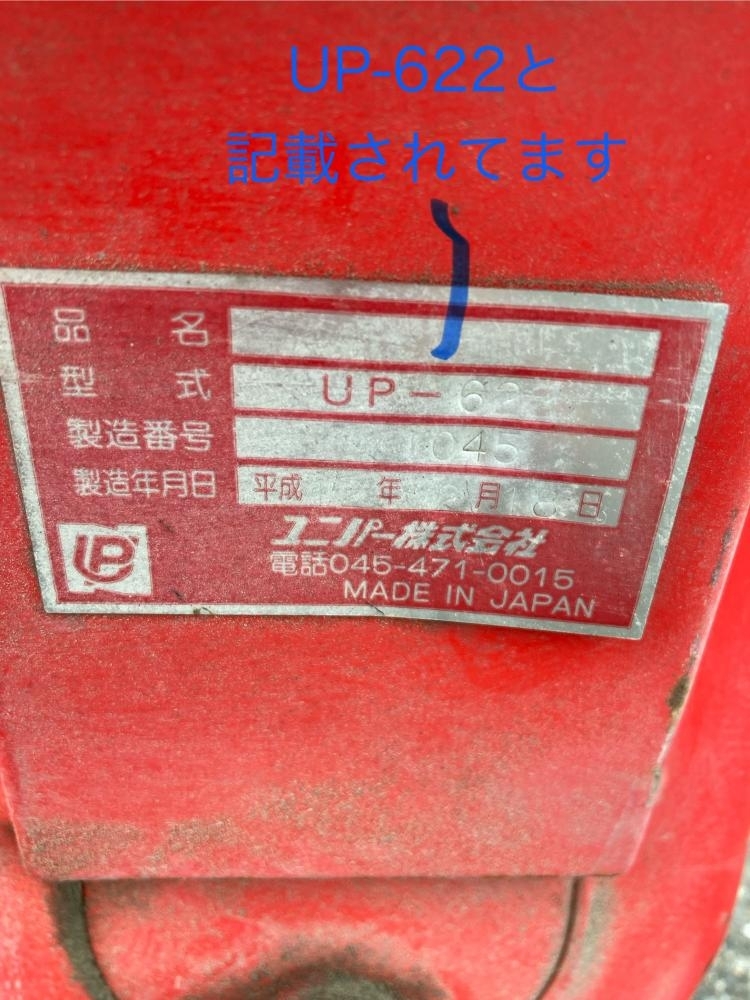 UP-622と
記載されてます
品名
型式 UP-62
製造番号 1045
製造年月日 平成 年 月 日
UP
ユニパー株式会社
電話045-471-0015
MADE IN JAPAN